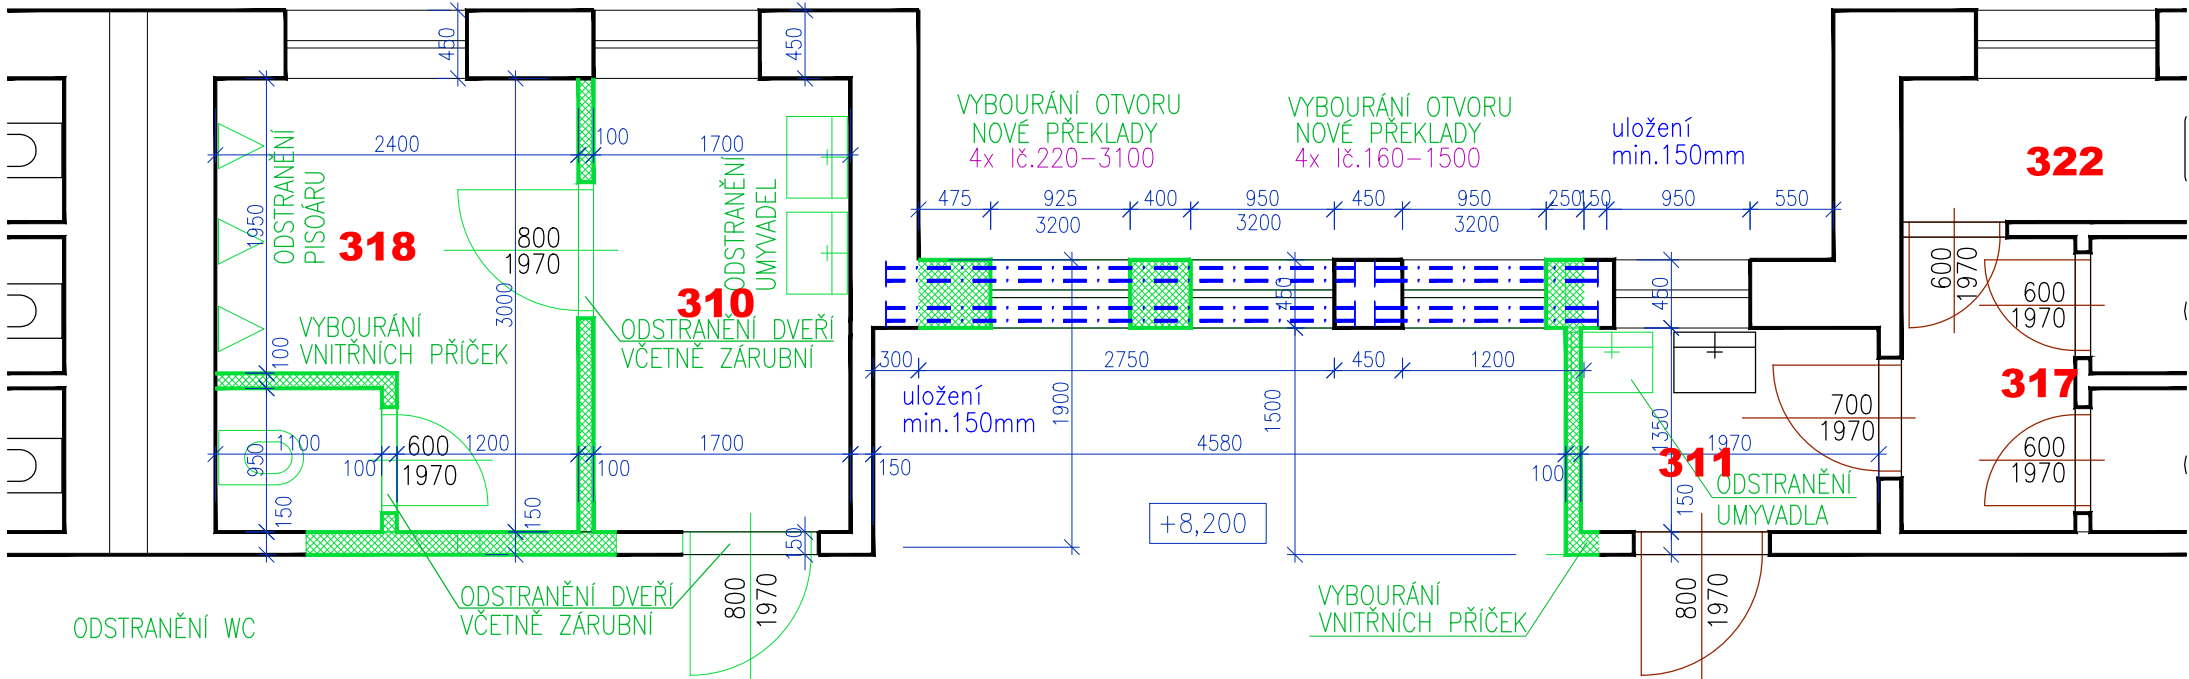 450
450
VYBOURÁNÍ OTVORU
NOVÉ PŘEKLADY
4x Ič.220-3100
VYBOURÁNÍ OTVORU
NOVÉ PŘEKLADY
4x Ič.160-1500
uložení
min.150mm
2400
100
1700
ODSTRANĚNÍ
PISOÁRU
1950
318
800
1970
3000
ODSTRANĚNÍ
UMYVADEL
310
475
925
400
950
450
950
250
150
950
550
3200
3200
3200
322
450
450
600
1970
600
1970
VYBOURÁNÍ
VNITŘNÍCH PŘÍČEK
ODSTRANĚNÍ DVEŘÍ
VČETNĚ ZÁRUBNÍ
100
300
2750
450
1200
uložení
min.150mm
1900
1500
1350
317
700
1970
1100
600
1970
1200
1700
4580
1970
950
100
100
150
100
311
600
1970
150
150
150
150
+8,200
ODSTRANĚNÍ
UMYVADLA
ODSTRANĚNÍ DVEŘÍ
VČETNĚ ZÁRUBNÍ
800
1970
VYBOURÁNÍ
VNITŘNÍCH PŘÍČEK
800
1970
ODSTRANĚNÍ WC